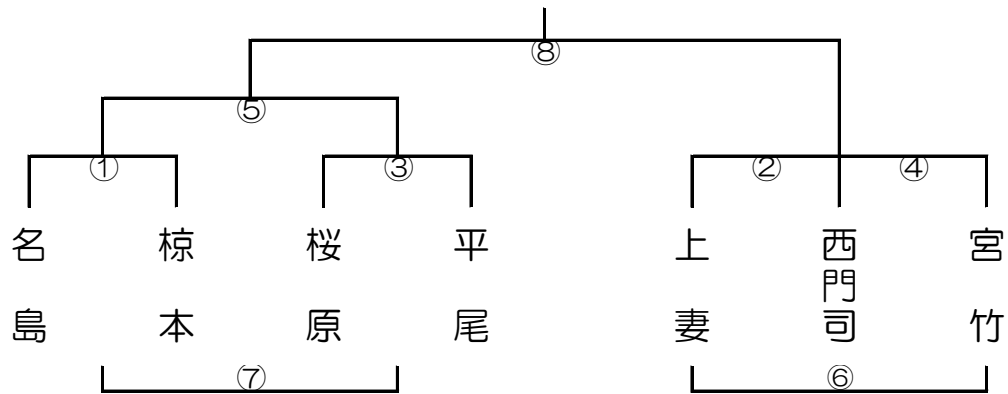 ⑧
⑤
① ③ ② ④
名島 椋本 桜原 平尾 上妻 西門司 宮竹
⑦ ⑥